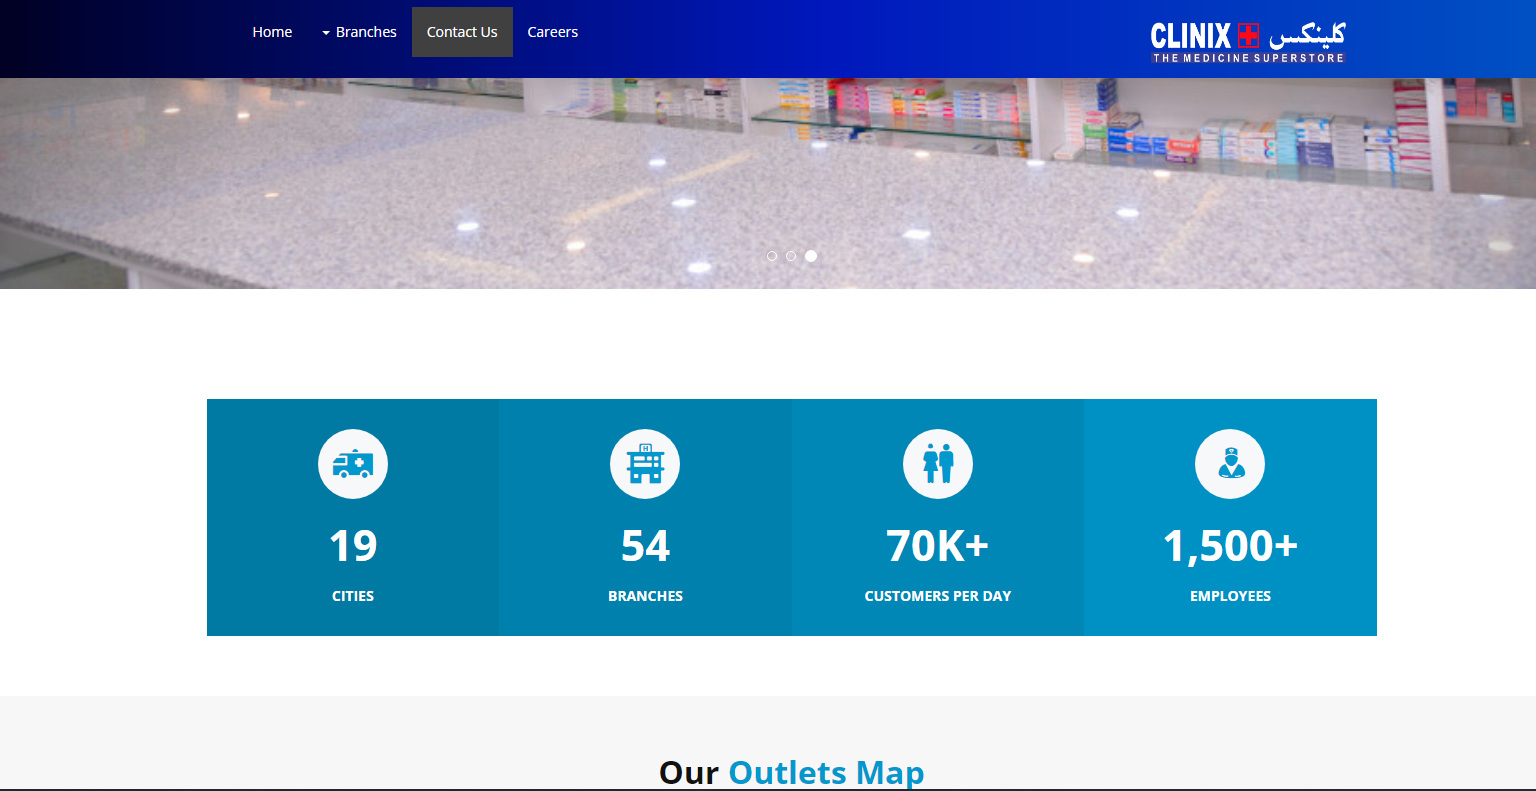 Home
Branches
Contact Us
Careers
CLINIX کلینکس
THE MEDICINE SUPERSTORE
19
CITIES
H
54
BRANCHES
70K+
CUSTOMERS PER DAY
1,500+
EMPLOYEES
Our Outlets Map